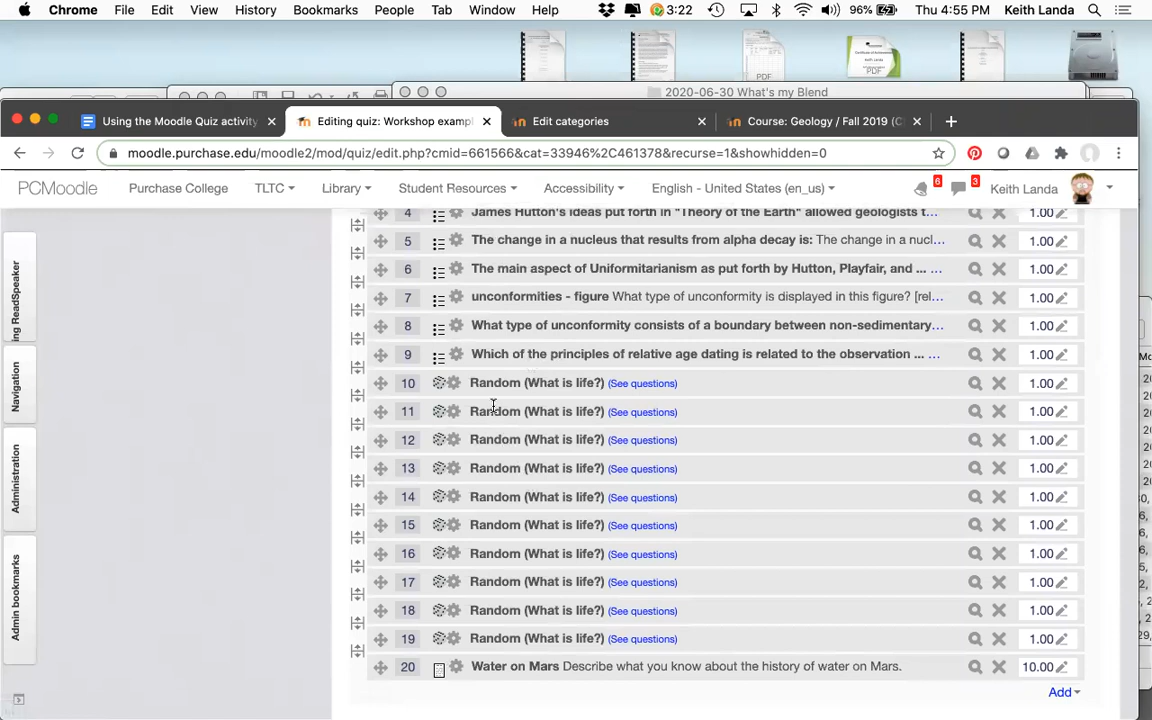 Chrome File Edit View History Bookmarks People Tab Window Help 3:22 96% Thu 4:55 PM Keith Landa
PDF
PDF
2020-06-30 What's my Blend
Using the Moodle Quiz activity
Editing quiz: Workshop exampl
Edit categories
Course: Geology / Fall 2019 (C
moodle.purchase.edu/moodle2/mod/quiz/edit.php?cmid=661566&cat=33946%2C461378&recurse=1&showhidden=0
PCMoodle Purchase College TLTC Library Student Resources Accessibility English - United States (en_us) 6 3 Keith Landa
ing ReadSpeaker
Navigation
Administration
Admin bookmarks
4 James Hutton's ideas put forth in "Theory of the Earth" allowed geologists t... 1.00
5 The change in a nucleus that results from alpha decay is: The change in a nucl... 1.00
6 The main aspect of Uniformitarianism as put forth by Hutton, Playfair, and ... ... 1.00
7 unconformities - figure What type of unconformity is displayed in this figure? [rel... 1.00
8 What type of unconformity consists of a boundary between non-sedimentary... 1.00
9 Which of the principles of relative age dating is related to the observation ... ... 1.00
10 Random (What is life?) (See questions) 1.00
11 Random (What is life?) (See questions) 1.00
12 Random (What is life?) (See questions) 1.00
13 Random (What is life?) (See questions) 1.00
14 Random (What is life?) (See questions) 1.00
15 Random (What is life?) (See questions) 1.00
16 Random (What is life?) (See questions) 1.00
17 Random (What is life?) (See questions) 1.00
18 Random (What is life?) (See questions) 1.00
19 Random (What is life?) (See questions) 1.00
20 Water on Mars Describe what you know about the history of water on Mars. 10.00
Add